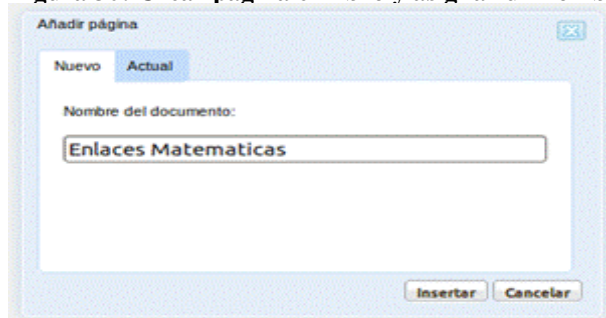 Añadir página
Nuevo Actual
Nombre del documento:
Enlaces Matematicas
Insertar Cancelar